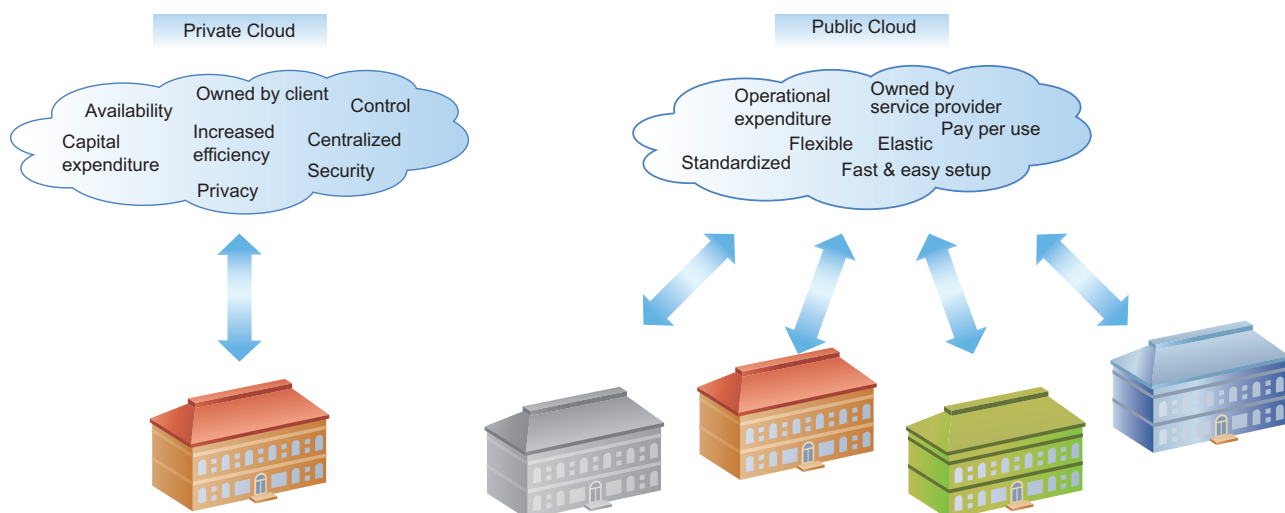 Private Cloud
Availability
Owned by client
Control
Capital
expenditure
Increased
efficiency
Centralized
Security
Privacy
Public Cloud
Operational
expenditure
Owned by
service provider
Pay per use
Flexible
Elastic
Standardized
Fast & easy setup